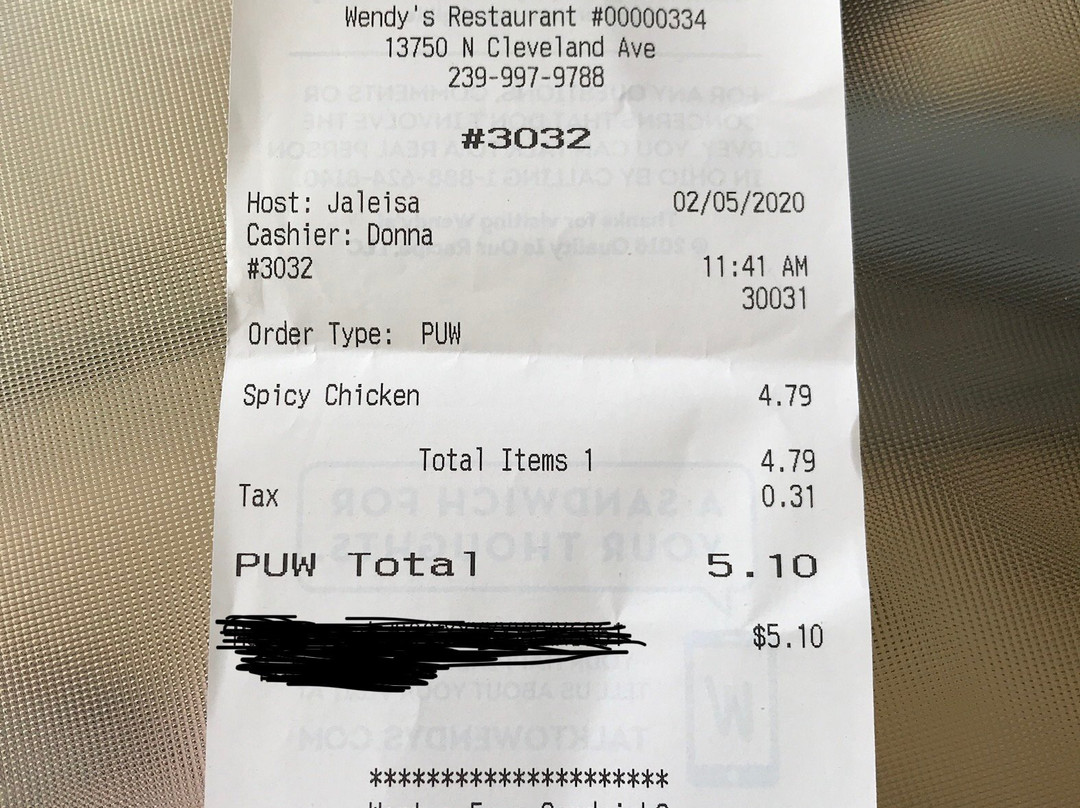 Wendy's Restaurant #00000334
13750 N Cleveland Ave
239-997-9788
#3032
Host: Jaleisa 02/05/2020
Cashier: Donna
#3032 11:41 AM
30031
Order Type: PUW
Spicy Chicken 4.79
Total Items 1 4.79
Tax 0.31
PUW Total 5.10
$5.10
*********************